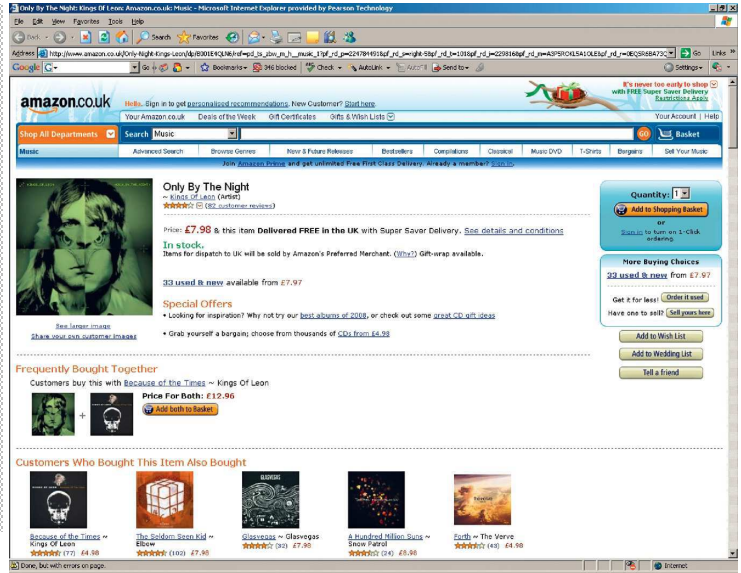 Only By The Night: Kings Of Leon: Amazon.co.uk: Music - Microsoft Internet Explorer provided by Pearson Technology
File Edit View Favorites Tools Help
Back Search Favorites
Address http://www.amazon.co.uk/Only-Night-Kings-Leon/dp/B001E4QLN6/ Go Links
Google G Go Bookmarks 346 blocked Check AutoLink AutoFill Send to Settings
amazon.co.uk
Hello. Sign in to get personalised recommendations. New Customer? Start here.
It's never too early to shop
with FREE Super Saver Delivery
Restrictions Apply
Your Amazon.co.uk Deals of the Week Gift Certificates Gifts & Wish Lists Your Account | Help
Shop All Departments Search Music GO Basket
Music Advanced Search Browse Genres New & Future Releases Bestsellers Compilations Classical Music DVD T-Shirts Bargains Sell Your Music
Join Amazon Prime and get unlimited Free First Class Delivery. Already a member? Sign in.
Only By The Night
~ Kings Of Leon (Artist)
(82 customer reviews)
Price: £7.98 & this item Delivered FREE in the UK with Super Saver Delivery. See details and conditions
In stock.
Items for dispatch to UK will be sold by Amazon's Preferred Merchant. (Why?) Gift-wrap available.
33 used & new available from £7.97
Special Offers
• Looking for inspiration? Why not try our best albums of 2008, or check out some great CD gift ideas
• Grab yourself a bargain; choose from thousands of CDs from £4.98
See larger image
Share your own customer images
Quantity: 1
Add to Shopping Basket
or
Sign in to turn on 1-Click
ordering.
More Buying Choices
33 used & new from £7.97
Get it for less! Order it used
Have one to sell? Sell yours here
Add to Wish List
Add to Wedding List
Tell a friend
Frequently Bought Together
Customers buy this with Because of the Times ~ Kings Of Leon
+
Price For Both: £12.96
Add both to Basket
Customers Who Bought This Item Also Bought
GLASVEGAS
Because of the Times ~
Kings Of Leon
(77) £4.98
The Seldom Seen Kid ~
Elbow
(102) £7.98
Glasvegas ~ Glasvegas
(32) £7.98
A Hundred Million Suns ~
Snow Patrol
(24) £8.98
Forth ~ The Verve
(43) £4.98
Done, but with errors on page. Internet